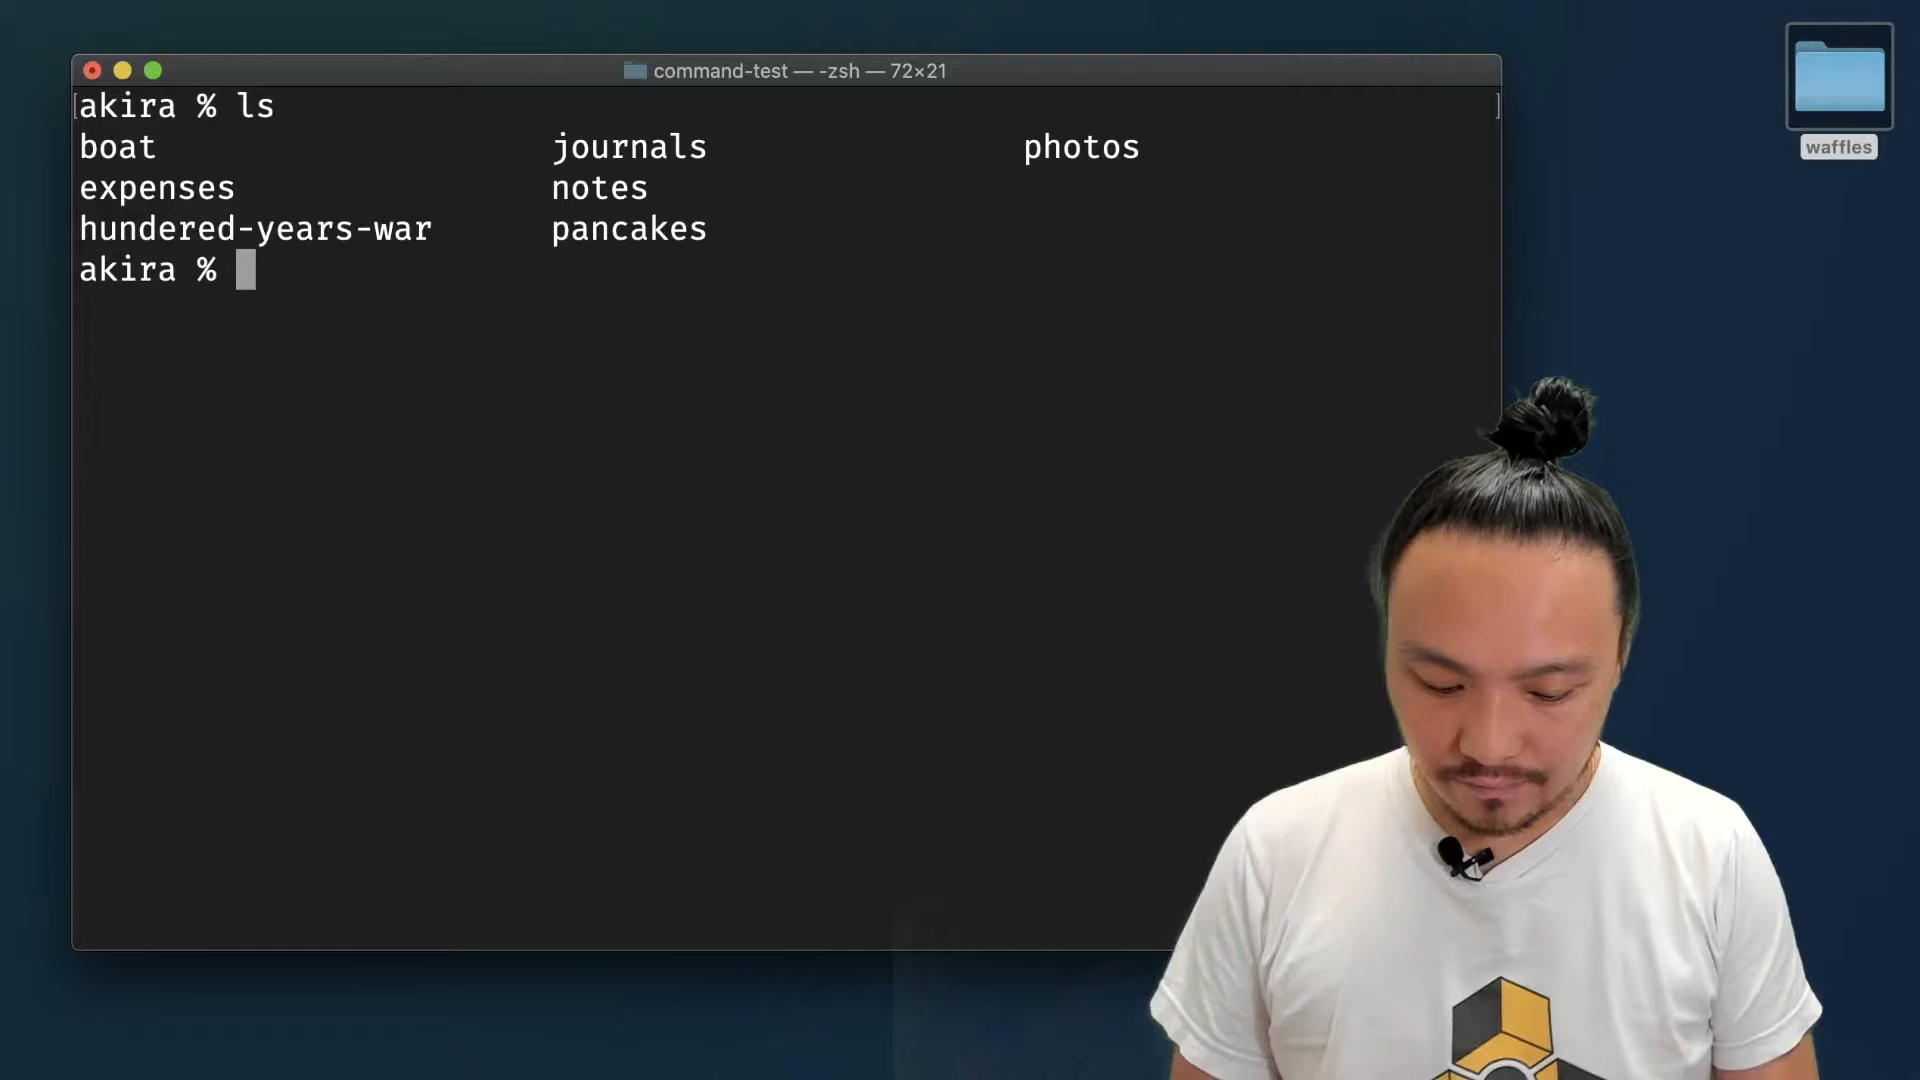 command-test — -zsh — 72×21
akira % ls
boat journals photos
expenses notes
hundered-years-war pancakes
akira %
waffles